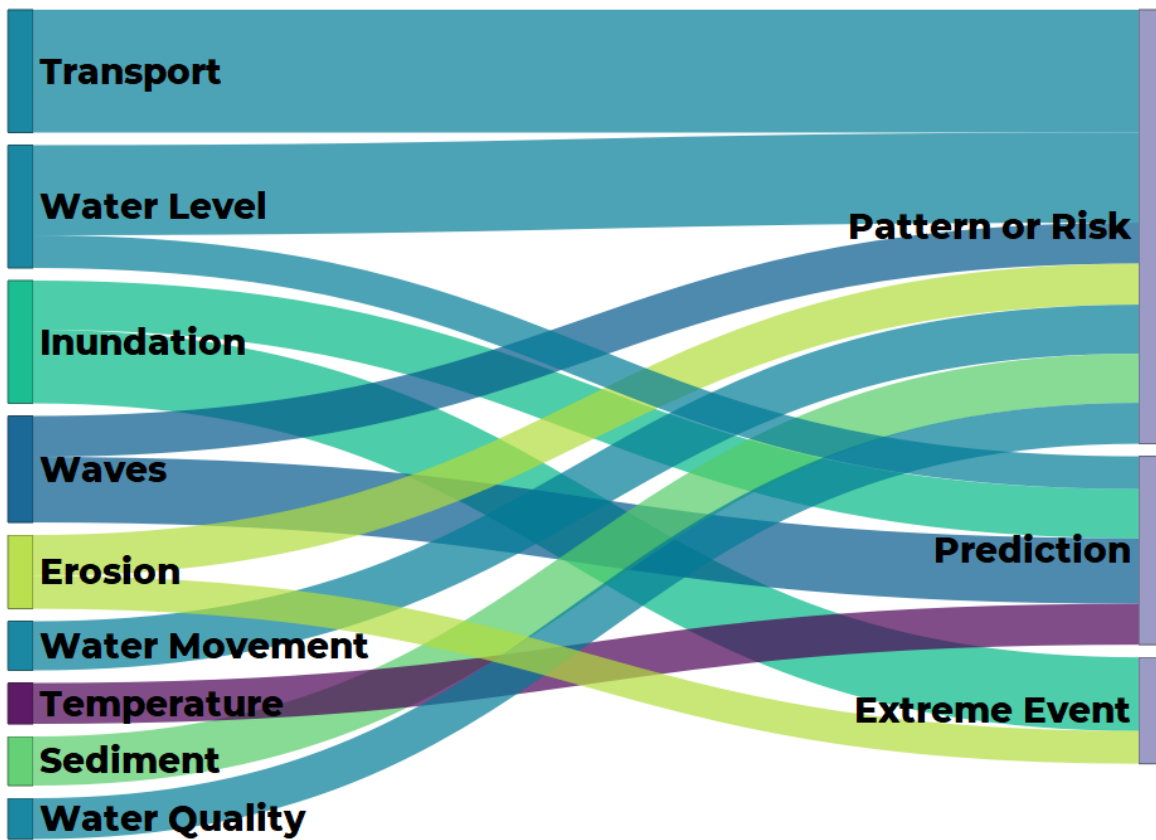 Transport
Water Level
Inundation
Waves
Erosion
Water Movement
Temperature
Sediment
Water Quality
Pattern or Risk
Prediction
Extreme Event